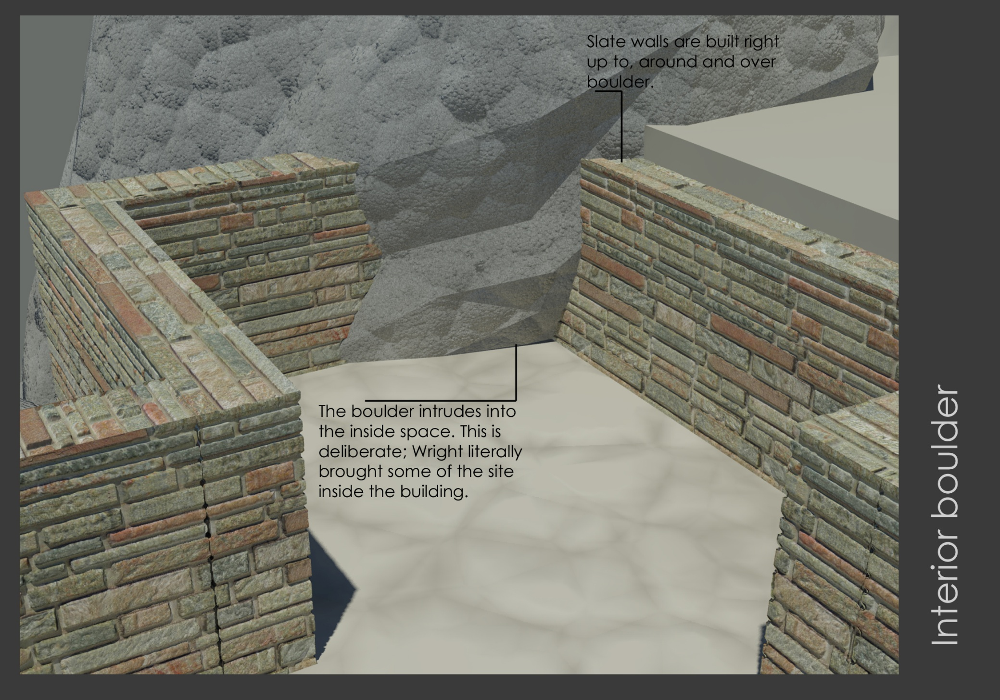 Slate walls are built right
up to, around and over
boulder.
The boulder intrudes into
the inside space. This is
deliberate; Wright literally
brought some of the site
inside the building.
Interior boulder